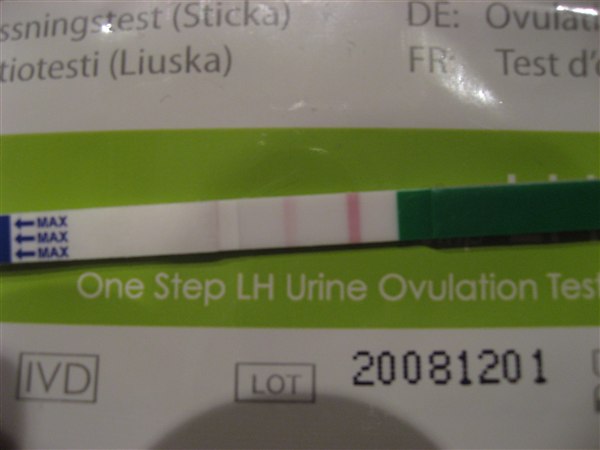 ssningstest (Sticka)
DE: Ovulati
tiotesti (Liuska)
FR: Test d'o
MAX
MAX
MAX
One Step LH Urine Ovulation Test
IVD
LOT
20081201